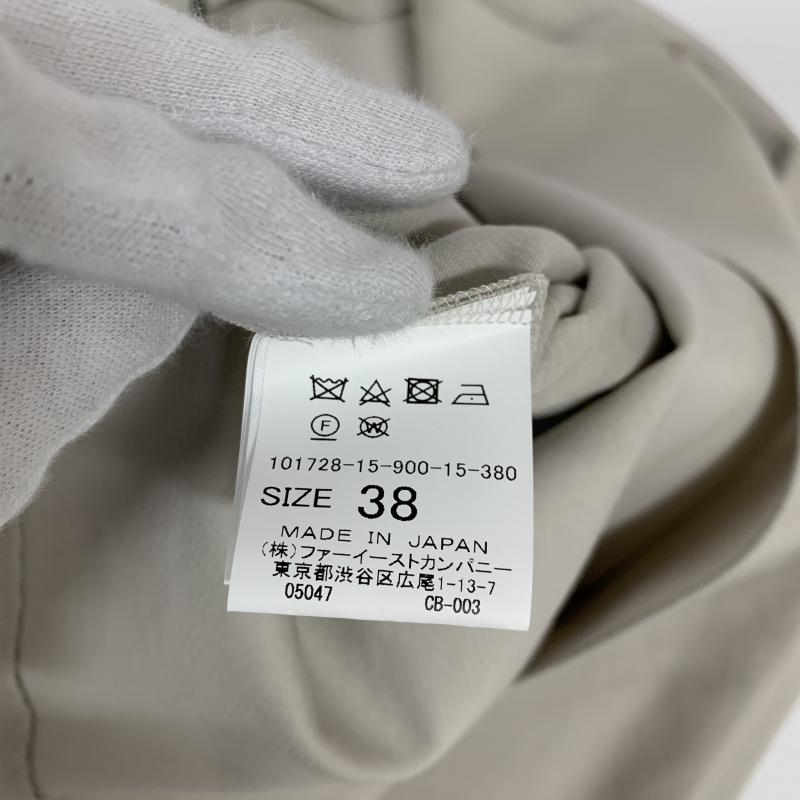 F W
101728-15-900-15-380
SIZE 38
MADE IN JAPAN
(株)ファーイーストカンパニー
東京都渋谷区広尾1-13-7
05047 CB-003